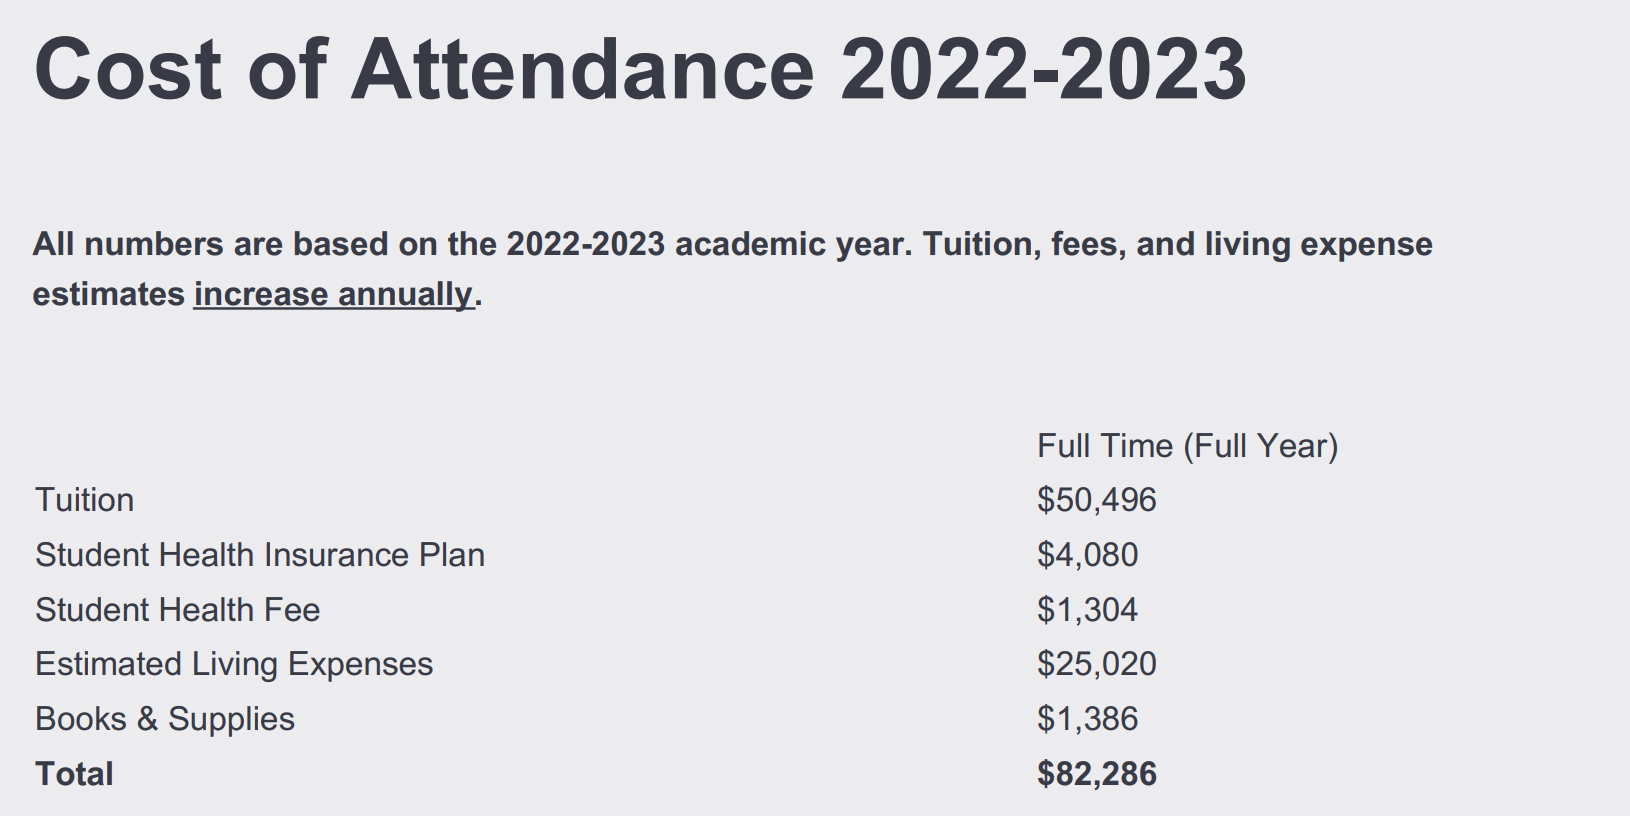 Cost of Attendance 2022-2023
All numbers are based on the 2022-2023 academic year. Tuition, fees, and living expense
estimates increase annually.
Full Time (Full Year)
Tuition $50,496
Student Health Insurance Plan $4,080
Student Health Fee $1,304
Estimated Living Expenses $25,020
Books & Supplies $1,386
Total $82,286